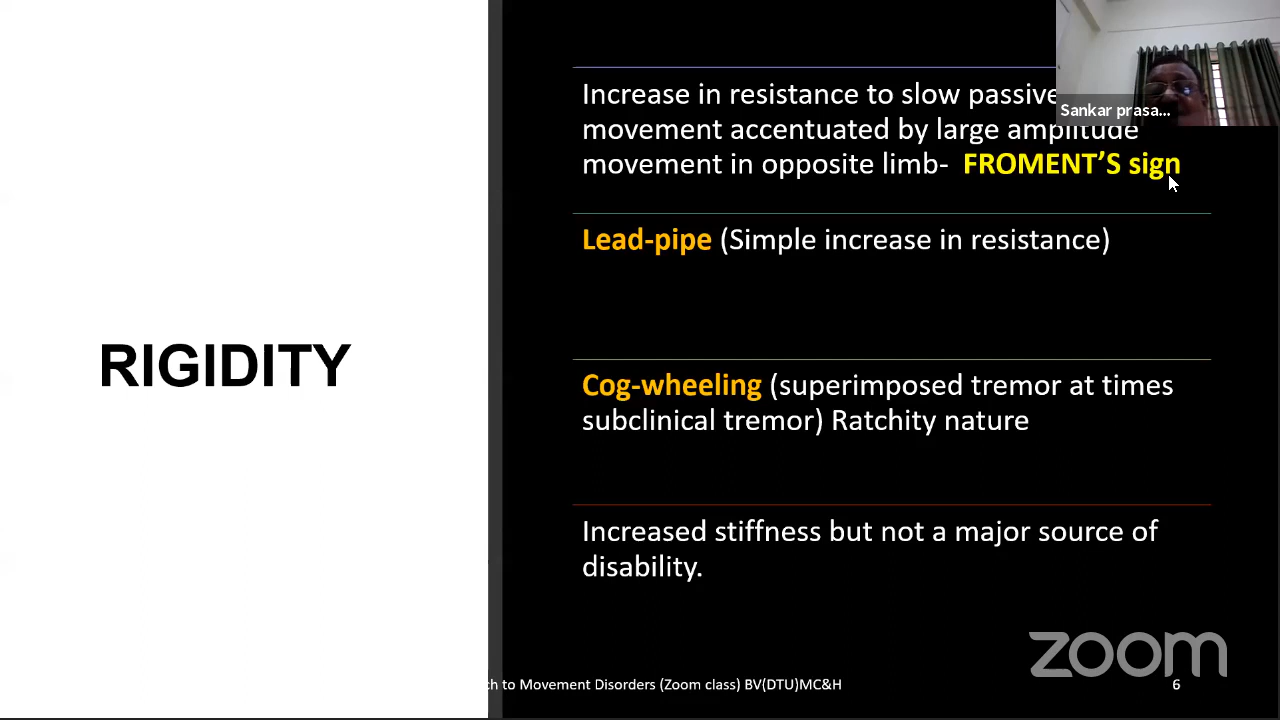 Sankar prasa...
Increase in resistance to slow passive
movement accentuated by large amplitude
movement in opposite limb- FROMENT’S sign
Lead-pipe (Simple increase in resistance)
RIGIDITY
Cog-wheeling (superimposed tremor at times
subclinical tremor) Ratchity nature
Increased stiffness but not a major source of
disability.
zoom
ch to Movement Disorders (Zoom class) BV(DTU)MC&H
6